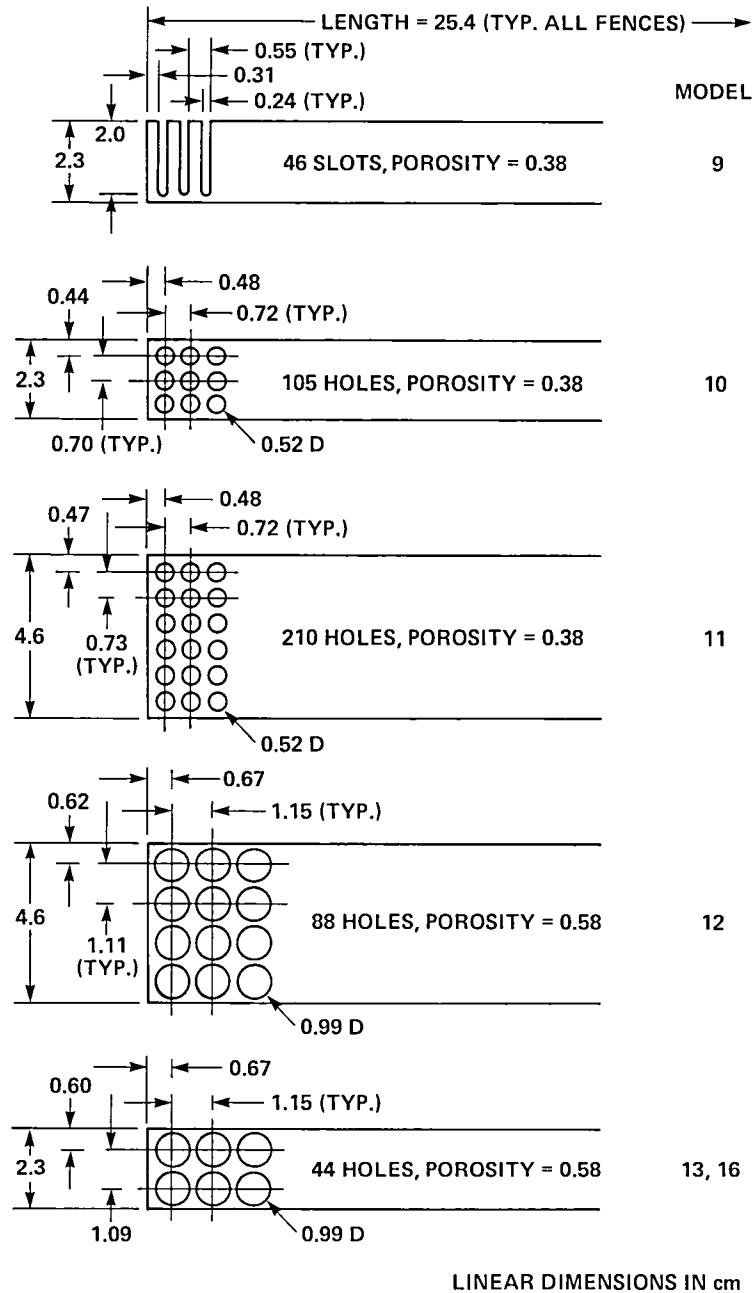 LENGTH = 25.4 (TYP. ALL FENCES)
0.55 (TYP.)
0.31
0.24 (TYP.)
MODEL
2.0
2.3
46 SLOTS, POROSITY = 0.38
9
0.48
0.44
0.72 (TYP.)
2.3
105 HOLES, POROSITY = 0.38
10
0.70 (TYP.)
0.52 D
0.48
0.47
0.72 (TYP.)
4.6
0.73
(TYP.)
210 HOLES, POROSITY = 0.38
11
0.52 D
0.67
0.62
1.15 (TYP.)
4.6
1.11
(TYP.)
88 HOLES, POROSITY = 0.58
12
0.99 D
0.67
0.60
1.15 (TYP.)
2.3
44 HOLES, POROSITY = 0.58
13, 16
1.09
0.99 D
LINEAR DIMENSIONS IN cm